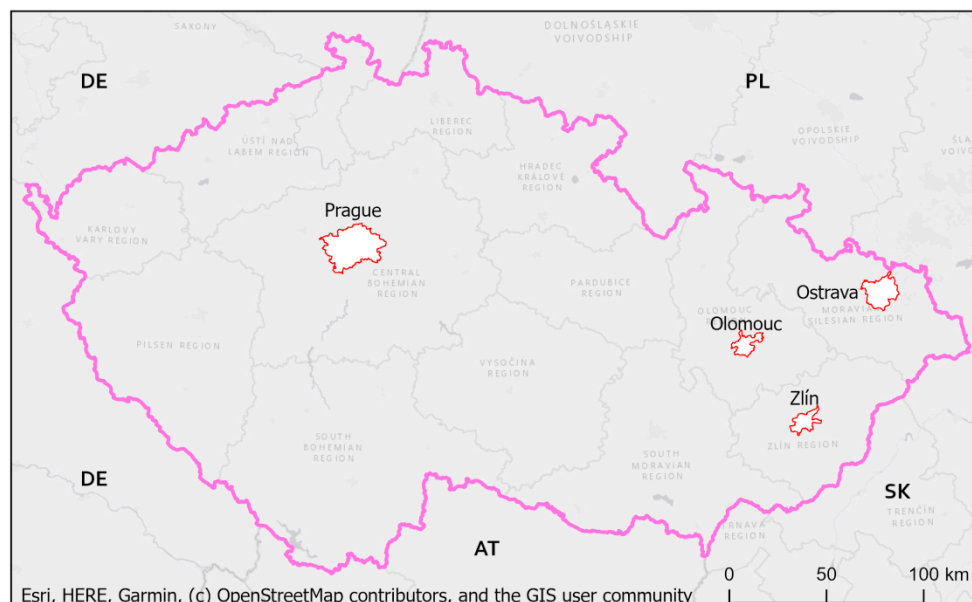 SAXONY
DOLNOŚLĄSKIE
VOIVODSHIP
DE
PL
LIBEREC
REGION
OPOLSKIE
VOIVODSHIP
ÚSTÍ NAD
LABEM REGION
HRADEC
KRÁLOVÉ
REGION
Prague
KARLOVY
VARY REGION
CENTRAL
BOHEMIAN
REGION
PARDUBICE
REGION
Ostrava
SILESIAN REGION
OLOMOUC
Olomouc
PILSEN REGION
VYSOČINA
REGION
Zlín
ZLÍN REGION
SOUTH
BOHEMIAN
REGION
SOUTH
MORAVIAN
REGION
DE
SK
TRENČÍN
REGION
REGION
AT
0 50 100 km
Esri, HERE, Garmin, (c) OpenStreetMap contributors, and the GIS user community